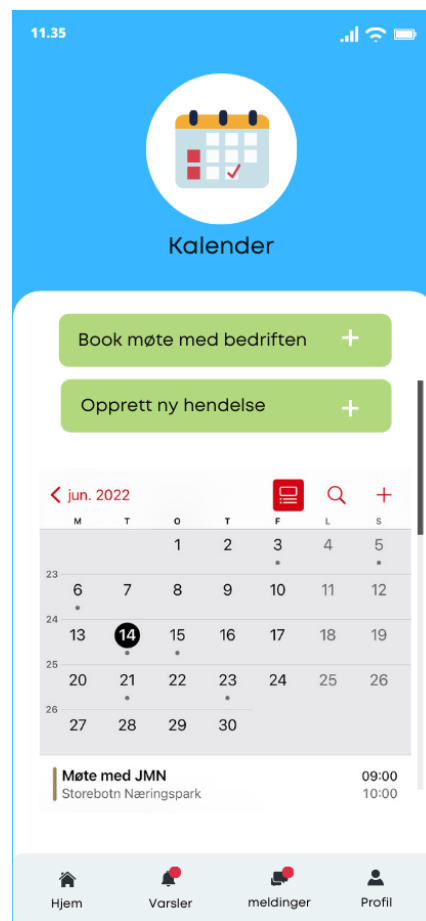 11.35
Kalender
Book møte med bedriften +
Opprett ny hendelse +
jun. 2022
M T O T F L S
1 2 3 4 5
23
6 7 8 9 10 11 12
24
13 14 15 16 17 18 19
25
20 21 22 23 24 25 26
26
27 28 29 30
Møte med JMN 09:00
Storebotn Næringspark 10:00
Hjem Varsler meldinger Profil